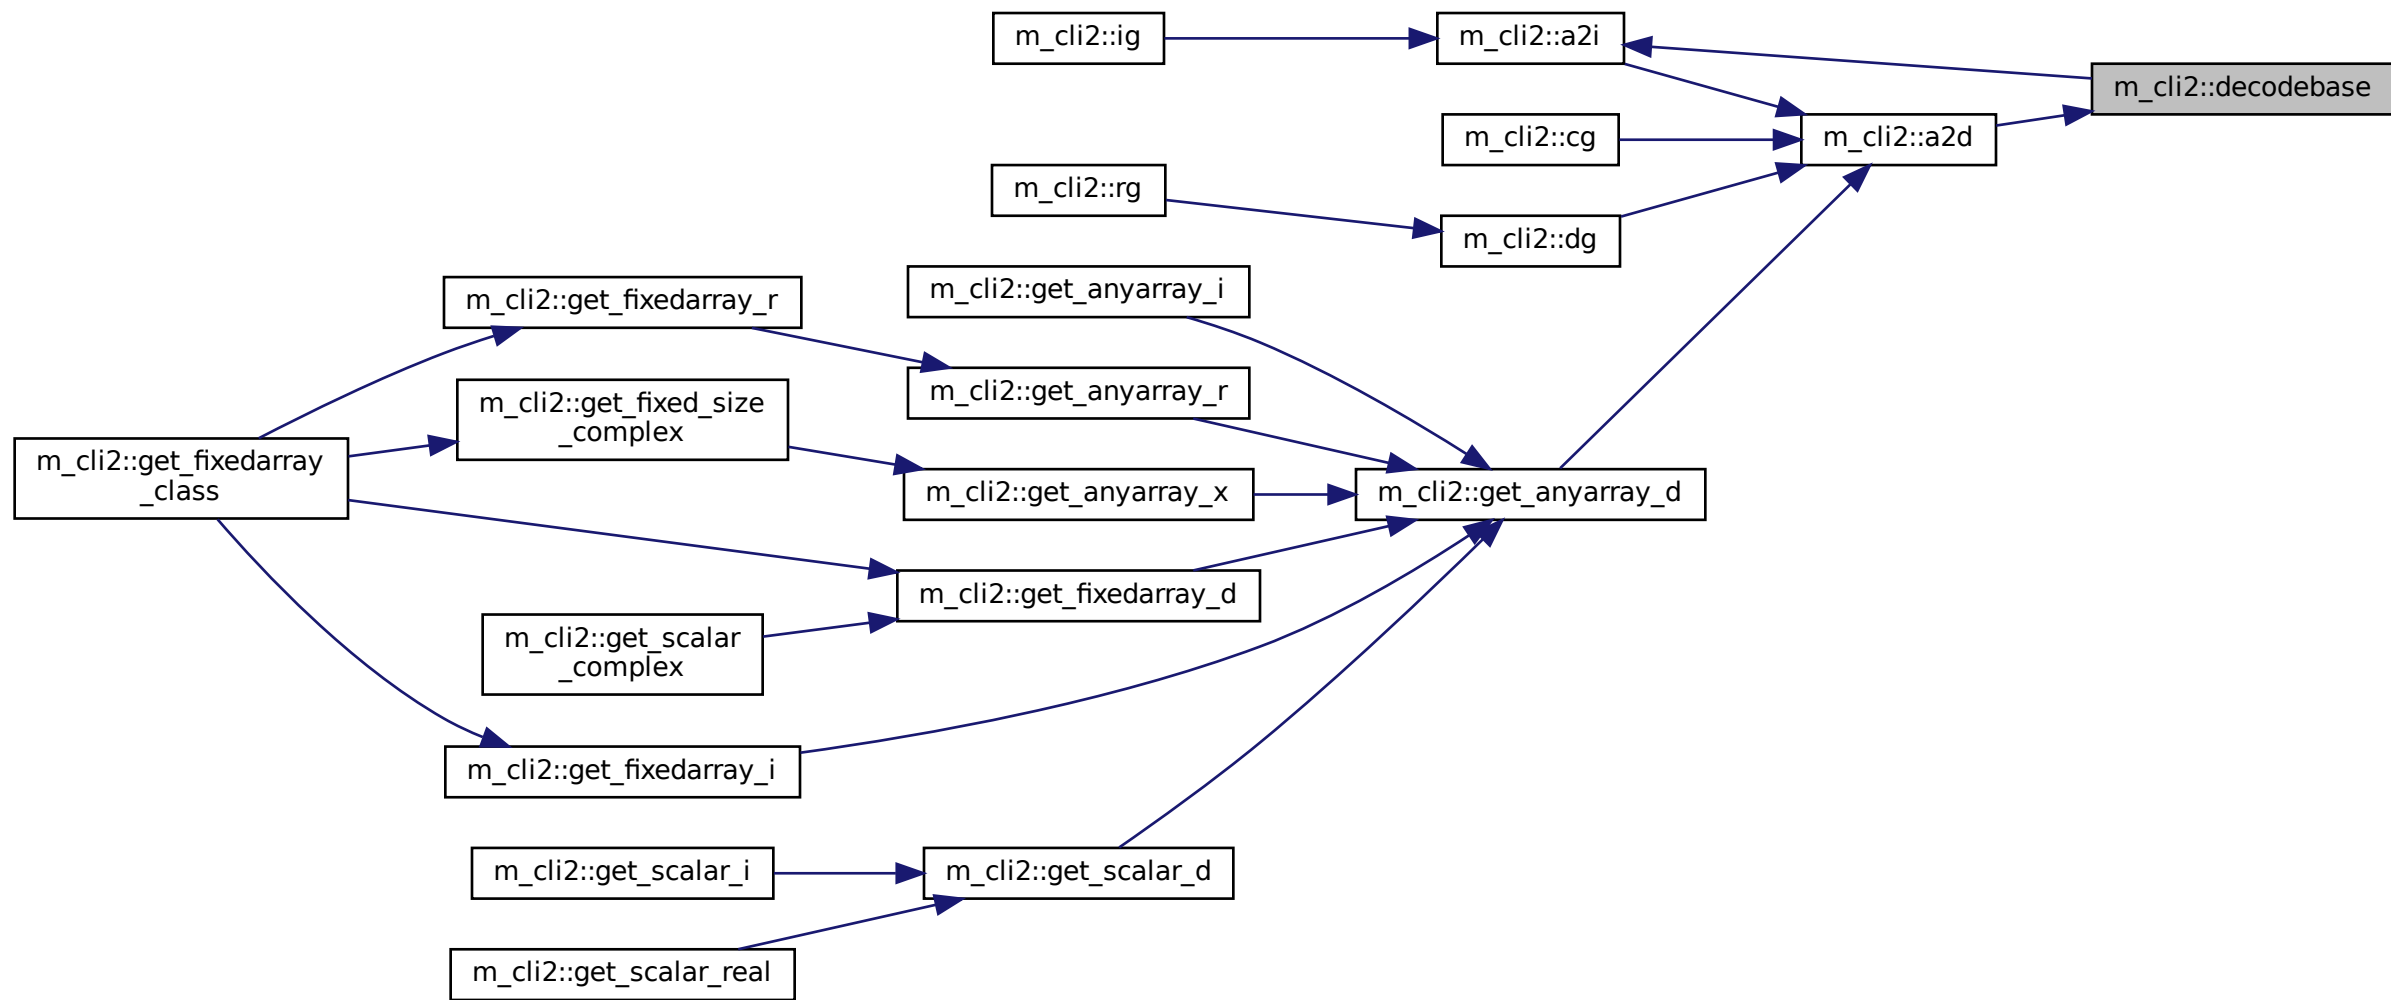 m_cli2::ig
m_cli2::a2i
m_cli2::decodebase
m_cli2::cg
m_cli2::a2d
m_cli2::rg
m_cli2::dg
m_cli2::get_anyarray_i
m_cli2::get_fixedarray_r
m_cli2::get_anyarray_r
m_cli2::get_fixed_size
_complex
m_cli2::get_fixedarray
_class
m_cli2::get_anyarray_x
m_cli2::get_anyarray_d
m_cli2::get_fixedarray_d
m_cli2::get_scalar
_complex
m_cli2::get_fixedarray_i
m_cli2::get_scalar_i
m_cli2::get_scalar_d
m_cli2::get_scalar_real